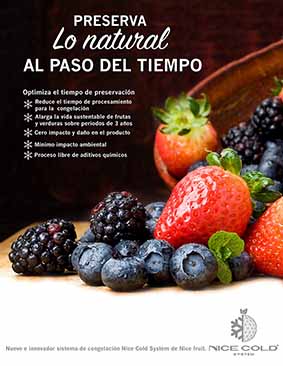 PRESERVA
Lo natural
AL PASO DEL TIEMPO
Optimiza el tiempo de preservación
Reduce el tiempo de procesamiento
para la congelación
Alarga la vida sustentable de frutas
y verduras sobre periodos de 3 años
Cero impacto y daño en el producto
Mínimo impacto ambiental
Proceso libre de aditivos químicos
Nuevo e innovador sistema de congelación Nice Cold System de Nice fruit.
NICE COLD
SYSTEM